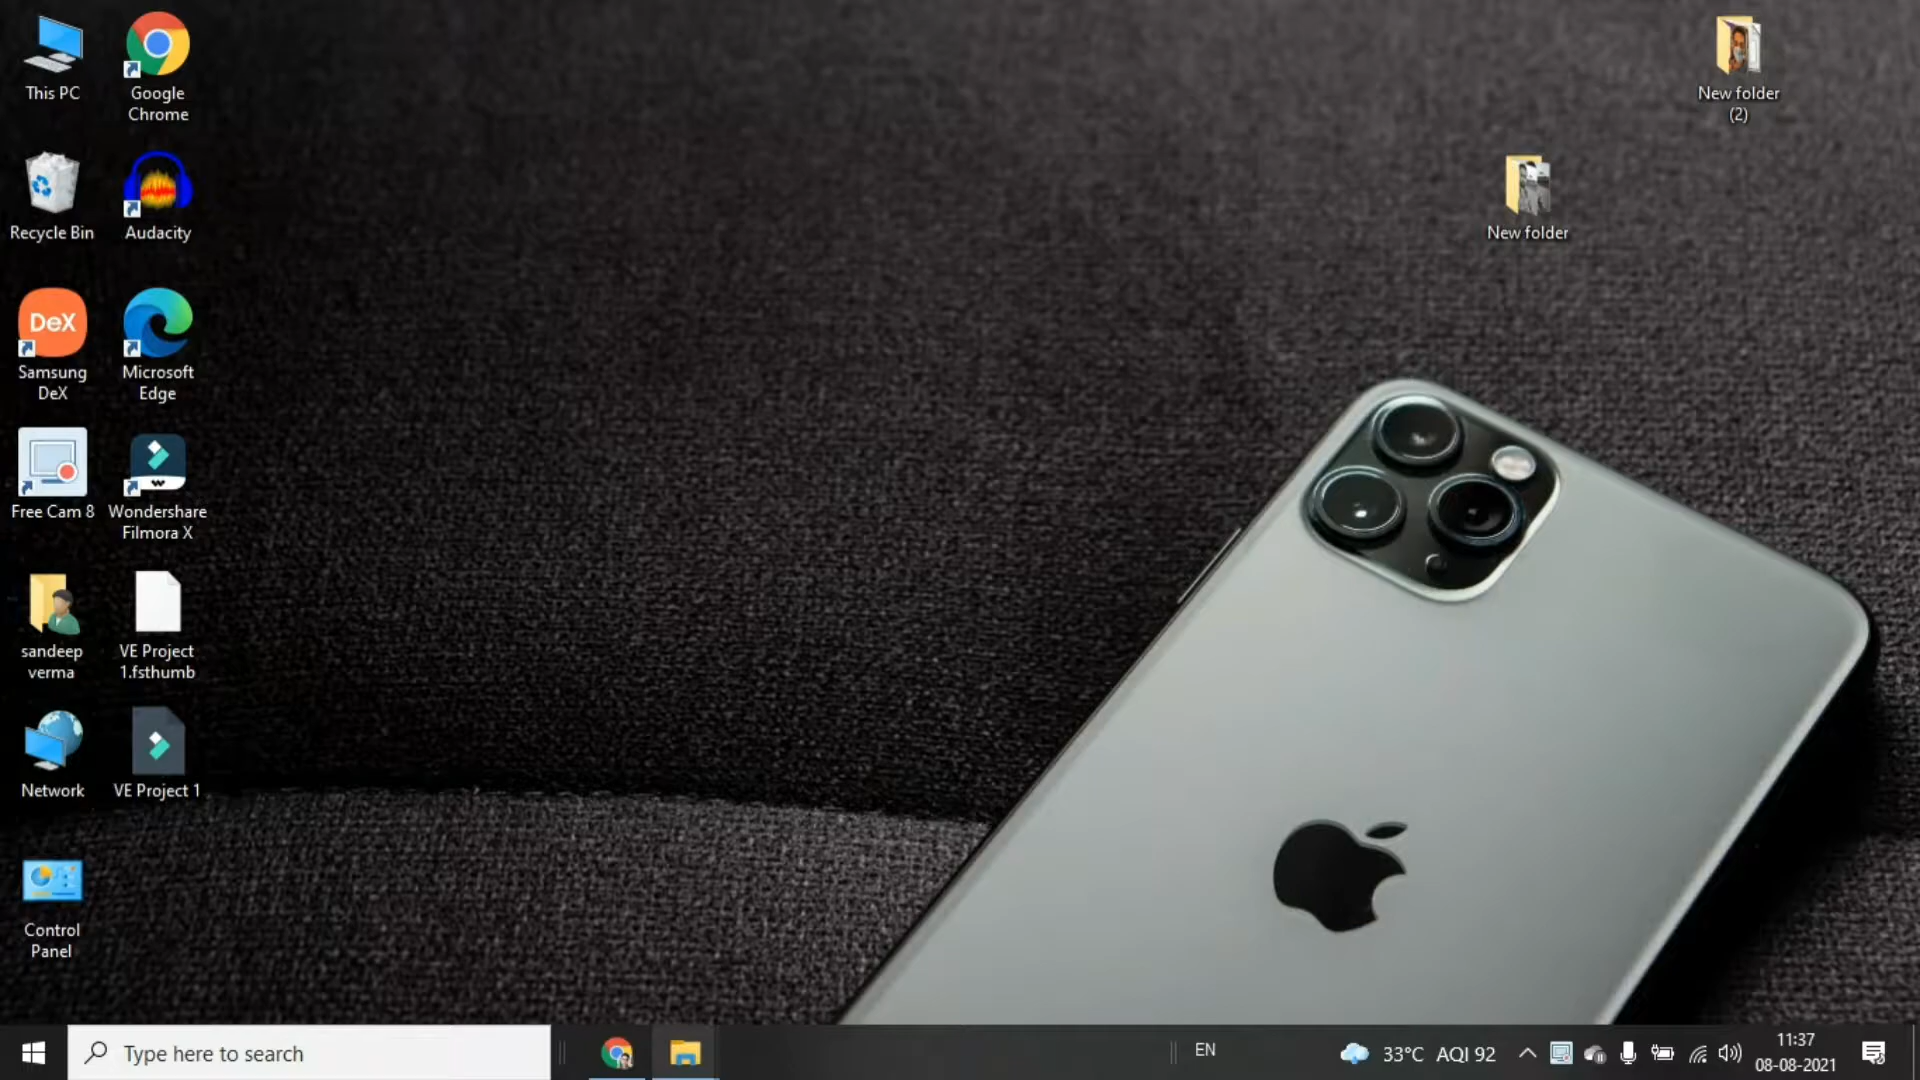 This PC
Google
Chrome
New folder
(2)
Recycle Bin
Audacity
New folder
DeX
Samsung
DeX
Microsoft
Edge
Free Cam 8
Wondershare
Filmora X
sandeep
verma
VE Project
1.fsthumb
Network
VE Project 1
Control
Panel
Type here to search
EN
33°C AQI 92
11:37
08-08-2021